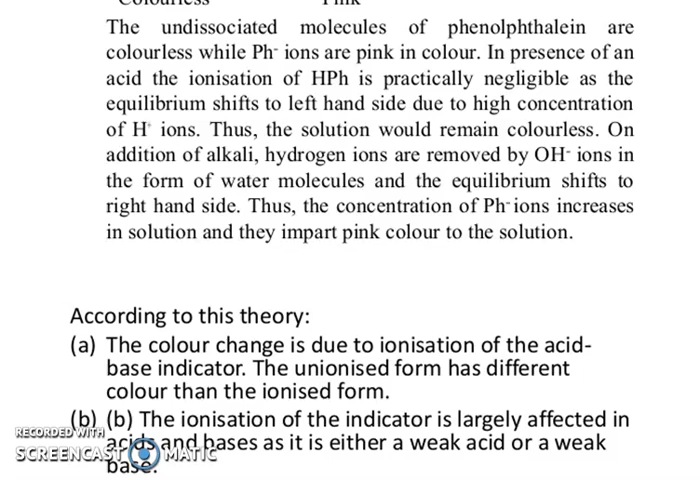 The undissociated molecules of phenolphthalein are
colourless while Ph- ions are pink in colour. In presence of an
acid the ionisation of HPh is practically negligible as the
equilibrium shifts to left hand side due to high concentration
of H+ ions. Thus, the solution would remain colourless. On
addition of alkali, hydrogen ions are removed by OH- ions in
the form of water molecules and the equilibrium shifts to
right hand side. Thus, the concentration of Ph- ions increases
in solution and they impart pink colour to the solution.
According to this theory:
(a) The colour change is due to ionisation of the acid-
base indicator. The unionised form has different
colour than the ionised form.
(b) (b) The ionisation of the indicator is largely affected in
acids and bases as it is either a weak acid or a weak
base.
RECORDED WITH
SCREENCAST MATIC